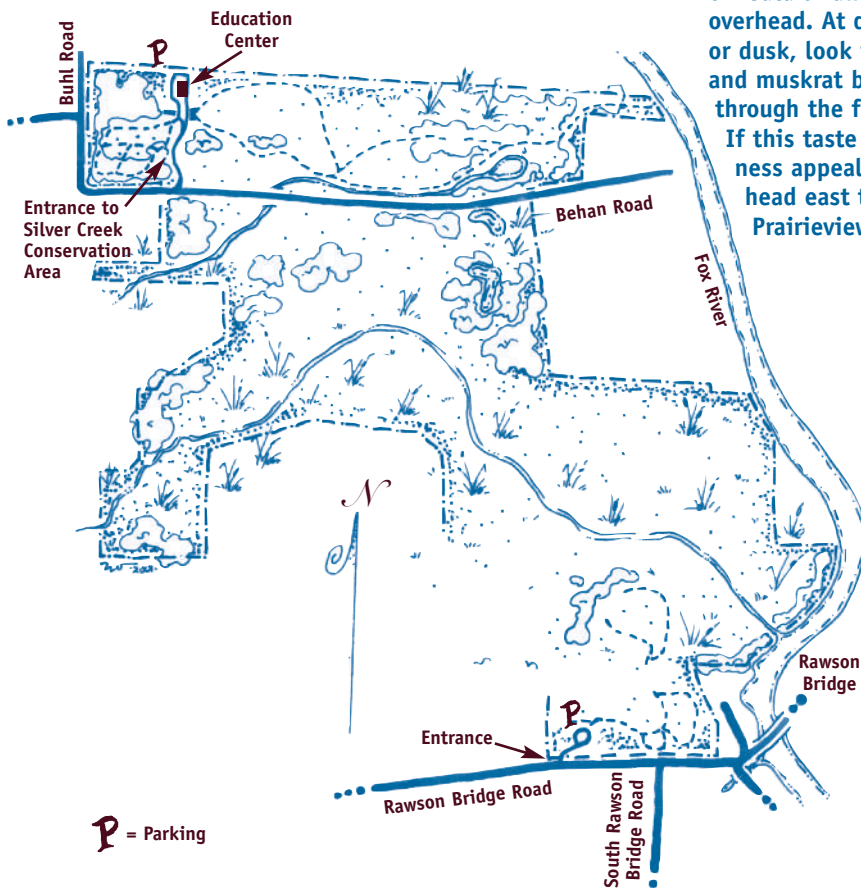 overhead. At d
or dusk, look
and muskrat b
through the f
If this taste
ness appeal
head east t
Prairieview
Education
Center
P
Buhl Road
Entrance to
Silver Creek
Conservation
Area
Behan Road
Fox River
N
Rawson
Bridge
P
Entrance
Rawson Bridge Road
South Rawson
Bridge Road
P = Parking